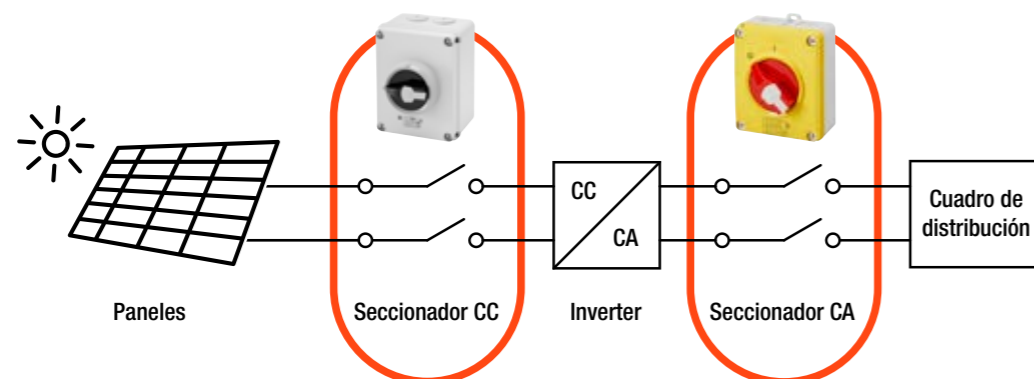 CC
CA
Cuadro de
distribución
Paneles
Seccionador CC
Inverter
Seccionador CA